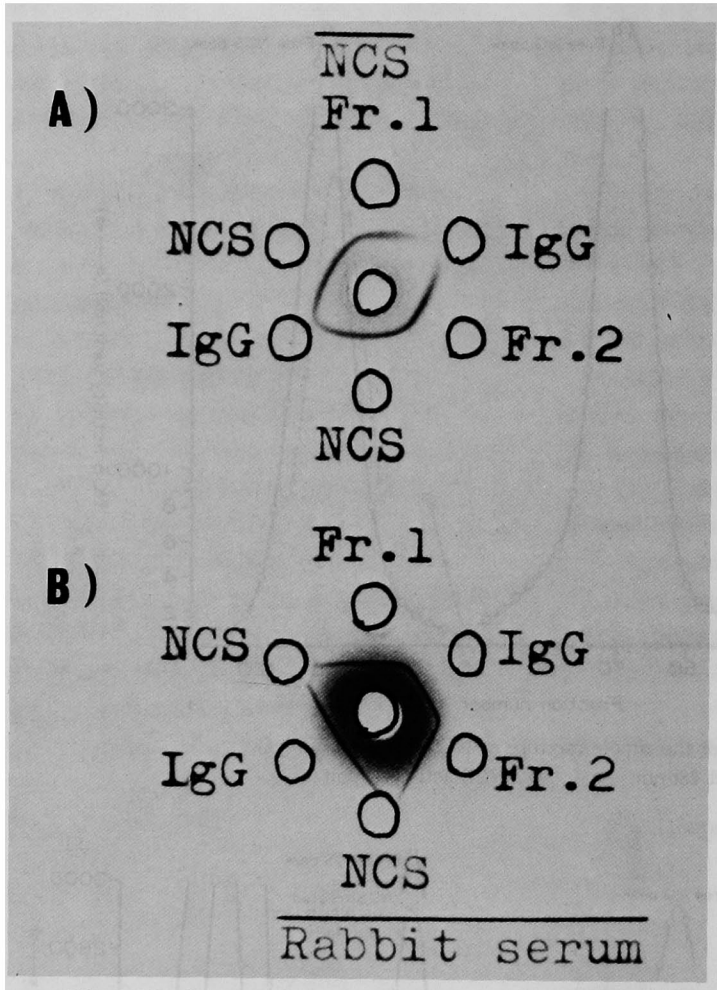 NCS
A) Fr.1
NCS IgG
IgG Fr.2
NCS
Fr.1
B)
NCS IgG
IgG Fr.2
NCS
Rabbit serum